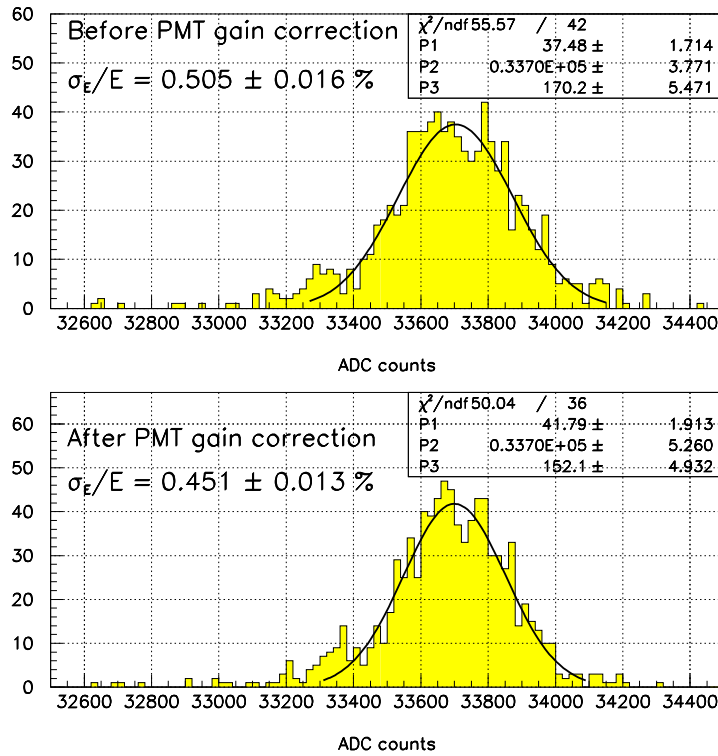 Before PMT gain correction
σE/E = 0.505 ± 0.016 %
χ²/ndf 55.57 / 42
P1 37.48 ± 1.714
P2 0.3370E+05 ± 3.771
P3 170.2 ± 5.471
60
50
40
30
20
10
0
32600 32800 33000 33200 33400 33600 33800 34000 34200 34400
ADC counts
After PMT gain correction
σE/E = 0.451 ± 0.013 %
χ²/ndf 50.04 / 36
P1 41.79 ± 1.913
P2 0.3370E+05 ± 5.260
P3 152.1 ± 4.932
60
50
40
30
20
10
0
32600 32800 33000 33200 33400 33600 33800 34000 34200 34400
ADC counts